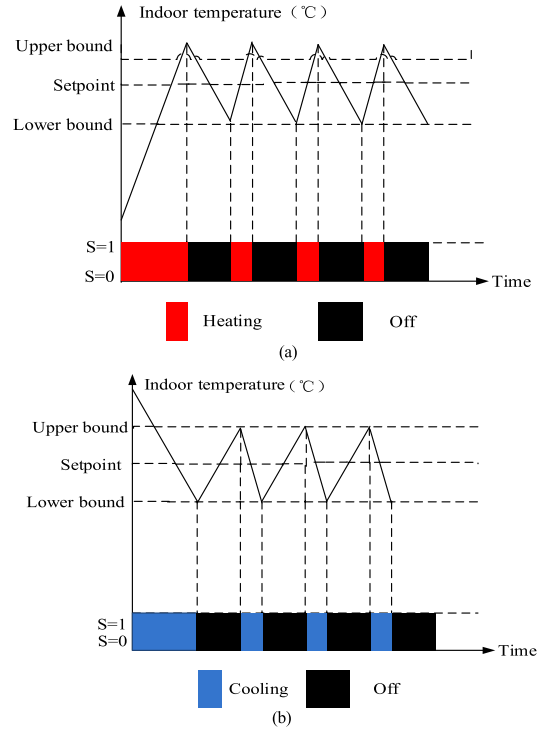 Indoor temperature（℃）
Upper bound
Setpoint
Lower bound
S=1
S=0
Time
Heating
Off
(a)
Indoor temperature（℃）
Upper bound
Setpoint
Lower bound
S=1
S=0
Time
Cooling
Off
(b)